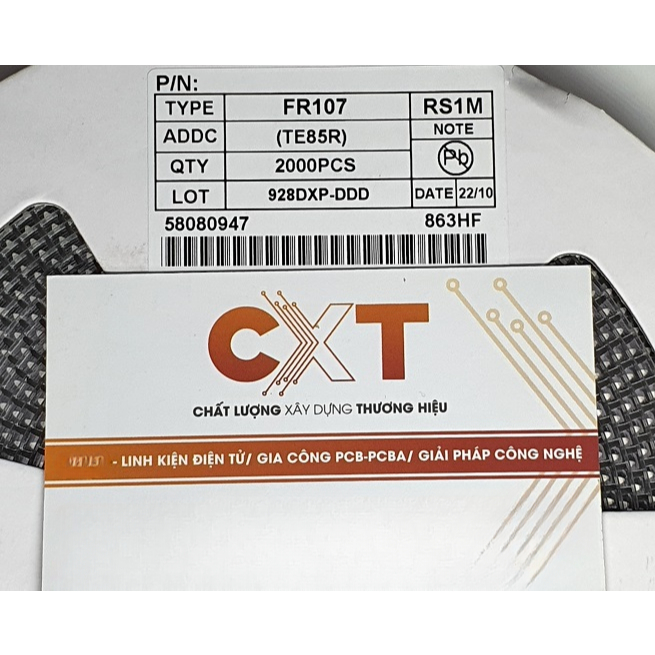 P/N:
TYPE FR107 RS1M
ADDC (TE85R) NOTE
QTY 2000PCS Pb
LOT 928DXP-DDD DATE 22/10
58080947 863HF
CXT
CHẤT LƯỢNG XÂY DỰNG THƯƠNG HIỆU
- LINH KIỆN ĐIỆN TỬ/ GIA CÔNG PCB-PCBA/ GIẢI PHÁP CÔNG NGHỆ